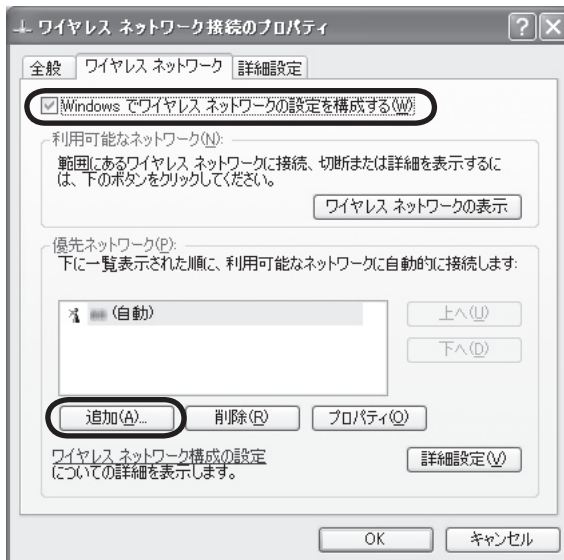 ワイヤレス ネットワーク接続のプロパティ
全般 ワイヤレス ネットワーク 詳細設定
Windows でワイヤレス ネットワークの設定を構成する(W)
利用可能なネットワーク(N):
範囲にあるワイヤレス ネットワークに接続、切断または詳細を表示するに
は、下のボタンをクリックしてください。
ワイヤレス ネットワークの表示
優先ネットワーク(P):
下に一覧表示された順に、利用可能なネットワークに自動的に接続します:
(自動)
上へ(U)
下へ(D)
追加(A)... 削除(R) プロパティ(O)
ワイヤレス ネットワーク構成の設定
についての詳細を表示します。
詳細設定(V)
OK キャンセル